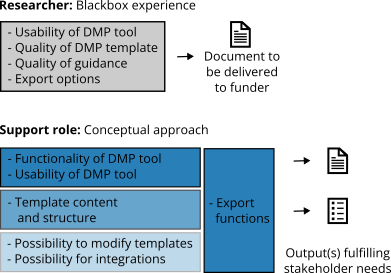 Researcher: Blackbox experience
- Usability of DMP tool
- Quality of DMP template
- Quality of guidance
- Export options
Document to
be delivered
to funder
Support role: Conceptual approach
- Functionality of DMP tool
- Usability of DMP tool
- Template content
and structure
- Possibility to modify templates
- Possibility for integrations
- Export
functions
Output(s) fulfilling
stakeholder needs